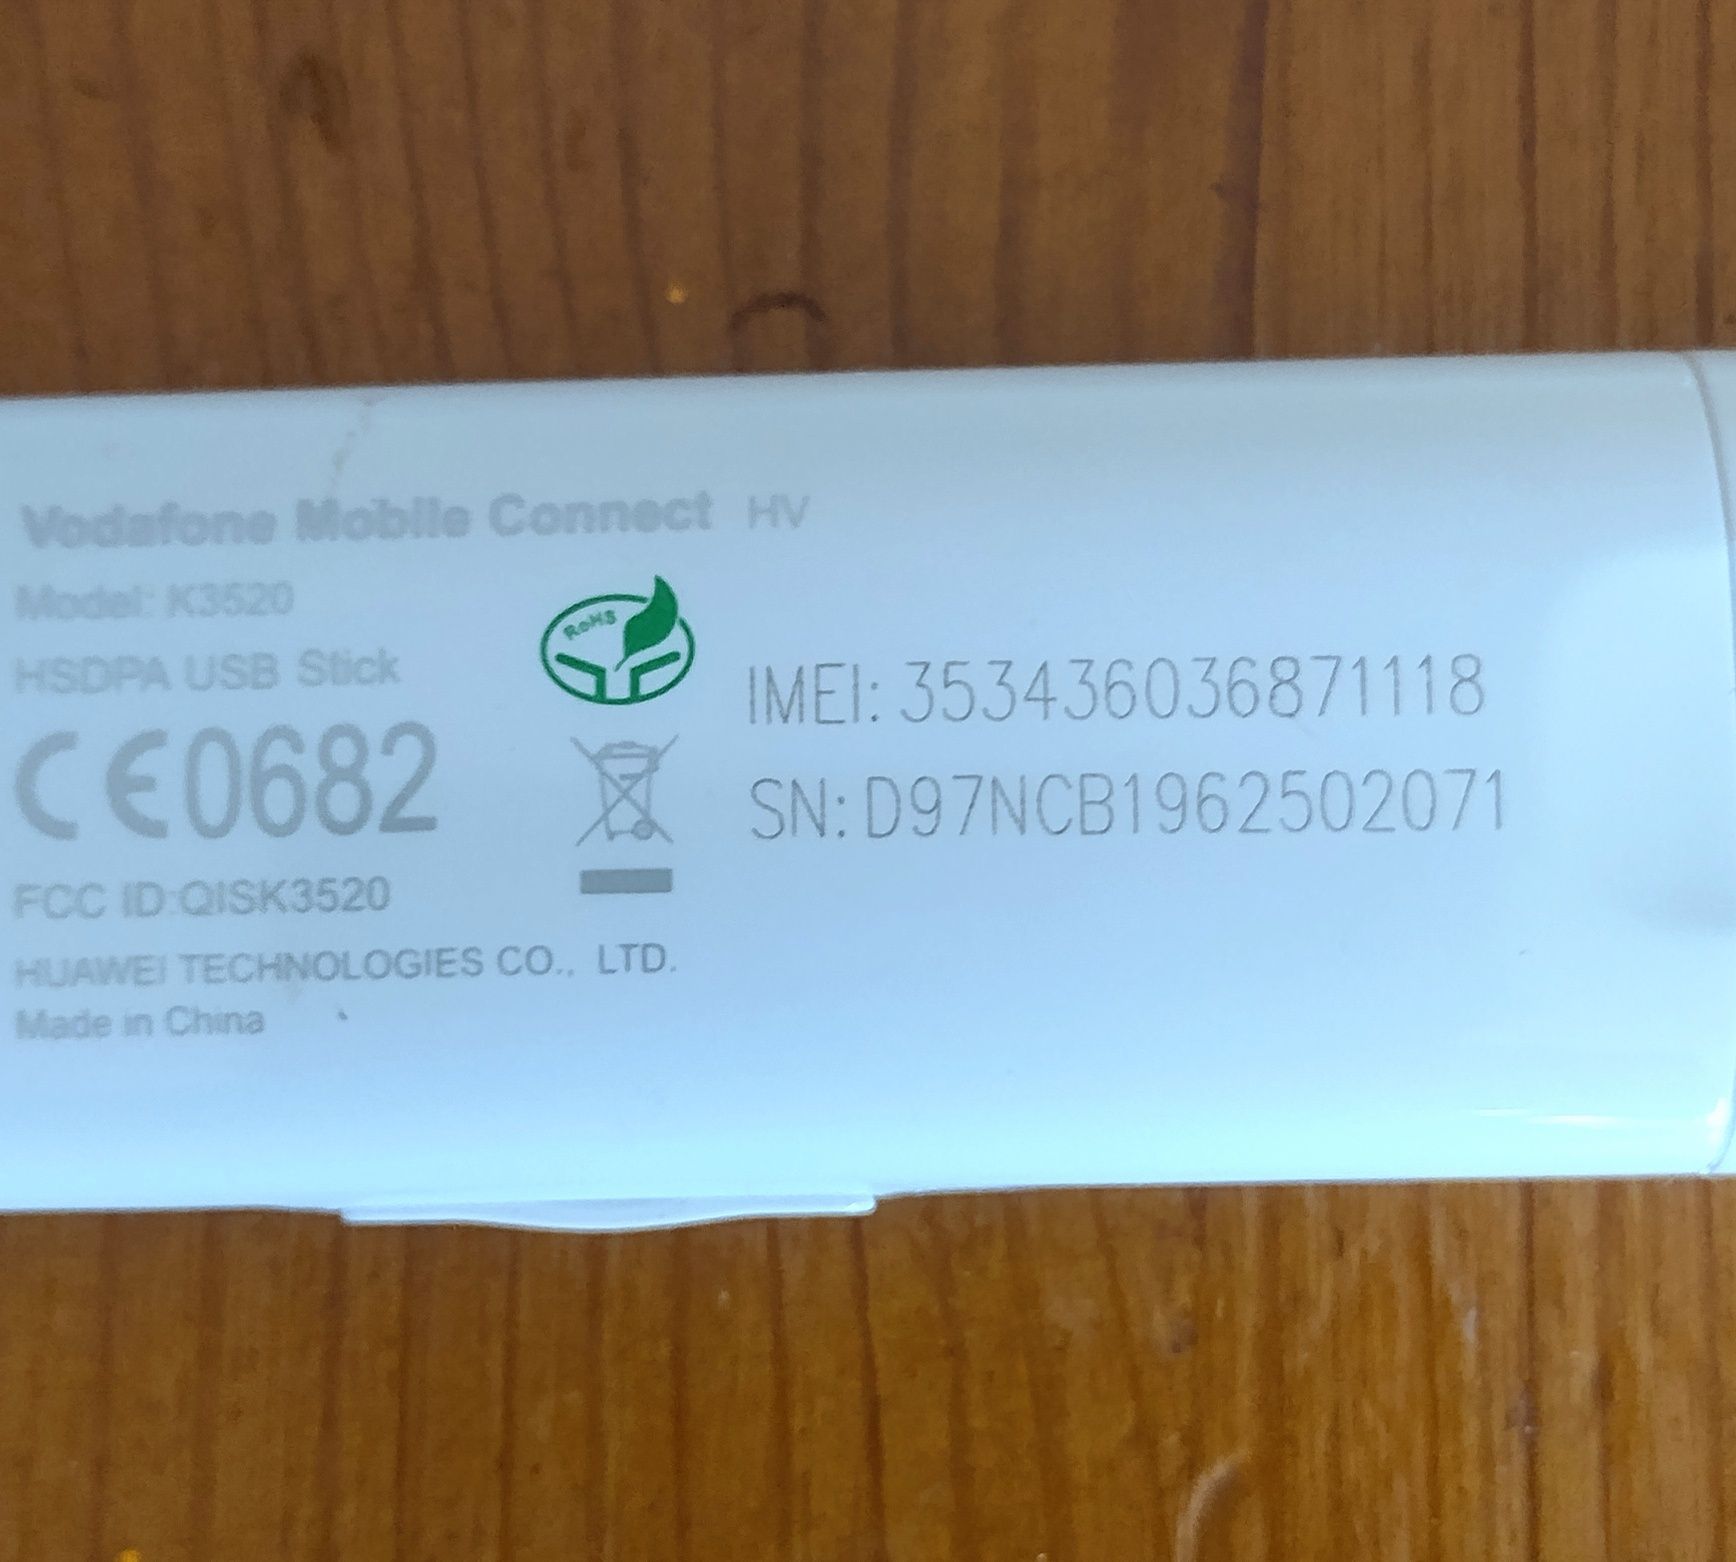 Vodafone Mobile Connect HV
Model: K3520
HSDPA USB Stick
CE0682
FCC ID:QISK3520
HUAWEI TECHNOLOGIES CO., LTD.
Made in China
RoHS
IMEI: 353436036871118
SN: D97NCB1962502071